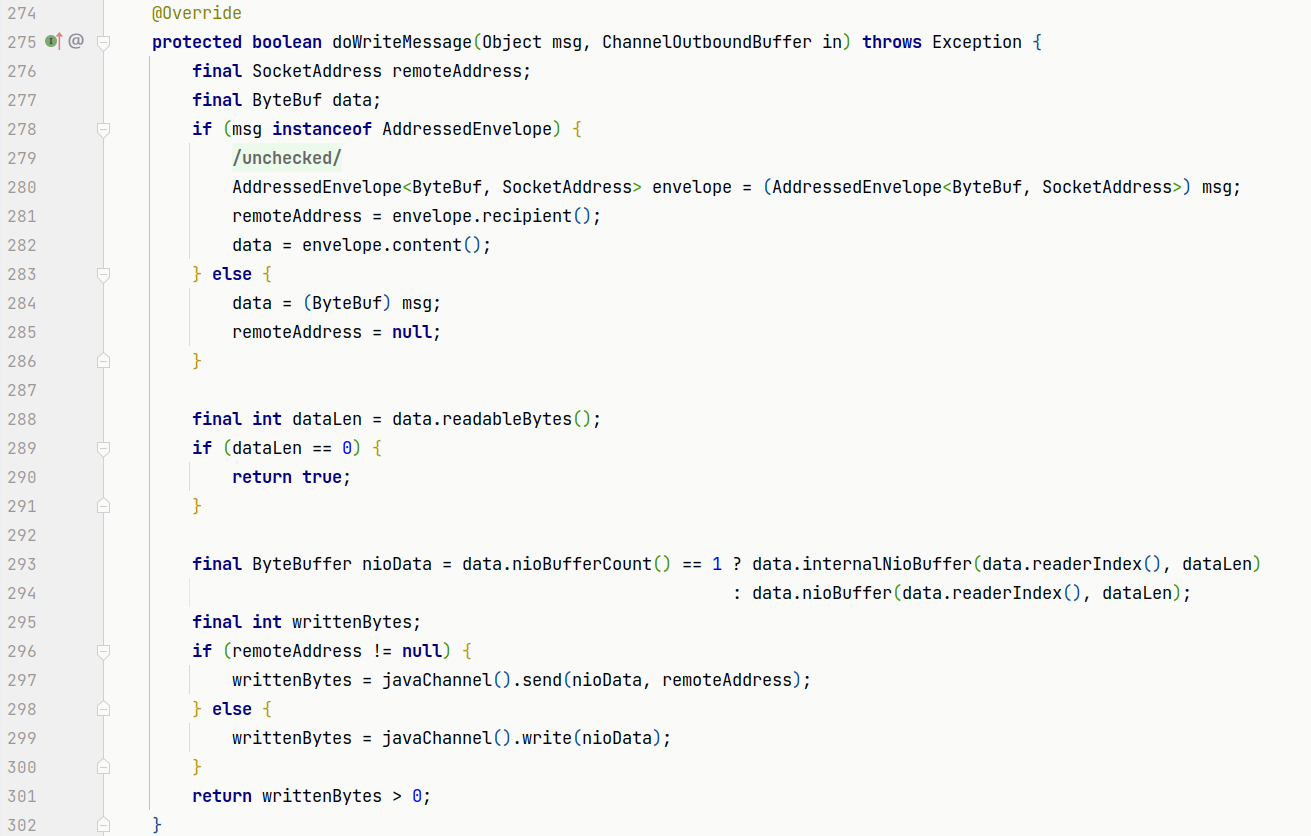 274 @Override
275 @ protected boolean doWriteMessage(Object msg, ChannelOutboundBuffer in) throws Exception {
276 final SocketAddress remoteAddress;
277 final ByteBuf data;
278 if (msg instanceof AddressedEnvelope) {
279 /unchecked/
280 AddressedEnvelope<ByteBuf, SocketAddress> envelope = (AddressedEnvelope<ByteBuf, SocketAddress>) msg;
281 remoteAddress = envelope.recipient();
282 data = envelope.content();
283 } else {
284 data = (ByteBuf) msg;
285 remoteAddress = null;
286 }
287
288 final int dataLen = data.readableBytes();
289 if (dataLen == 0) {
290 return true;
291 }
292
293 final ByteBuffer nioData = data.nioBufferCount() == 1 ? data.internalNioBuffer(data.readerIndex(), dataLen)
294 : data.nioBuffer(data.readerIndex(), dataLen);
295 final int writtenBytes;
296 if (remoteAddress != null) {
297 writtenBytes = javaChannel().send(nioData, remoteAddress);
298 } else {
299 writtenBytes = javaChannel().write(nioData);
300 }
301 return writtenBytes > 0;
302 }